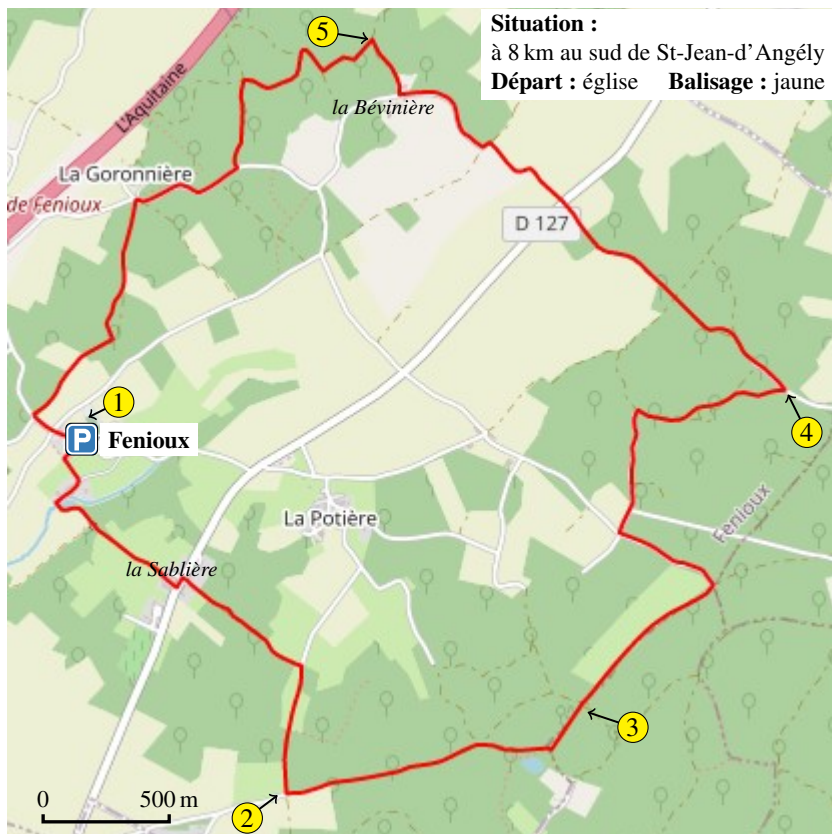 Situation :
à 8 km au sud de St-Jean-d'Angély
Départ : église Balisage : jaune
5
L'Aquitaine
la Bévinière
La Goronnière
de Fenioux
D 127
1
P Fenioux
4
La Potière
Fenioux
la Sablière
3
2
0 500 m